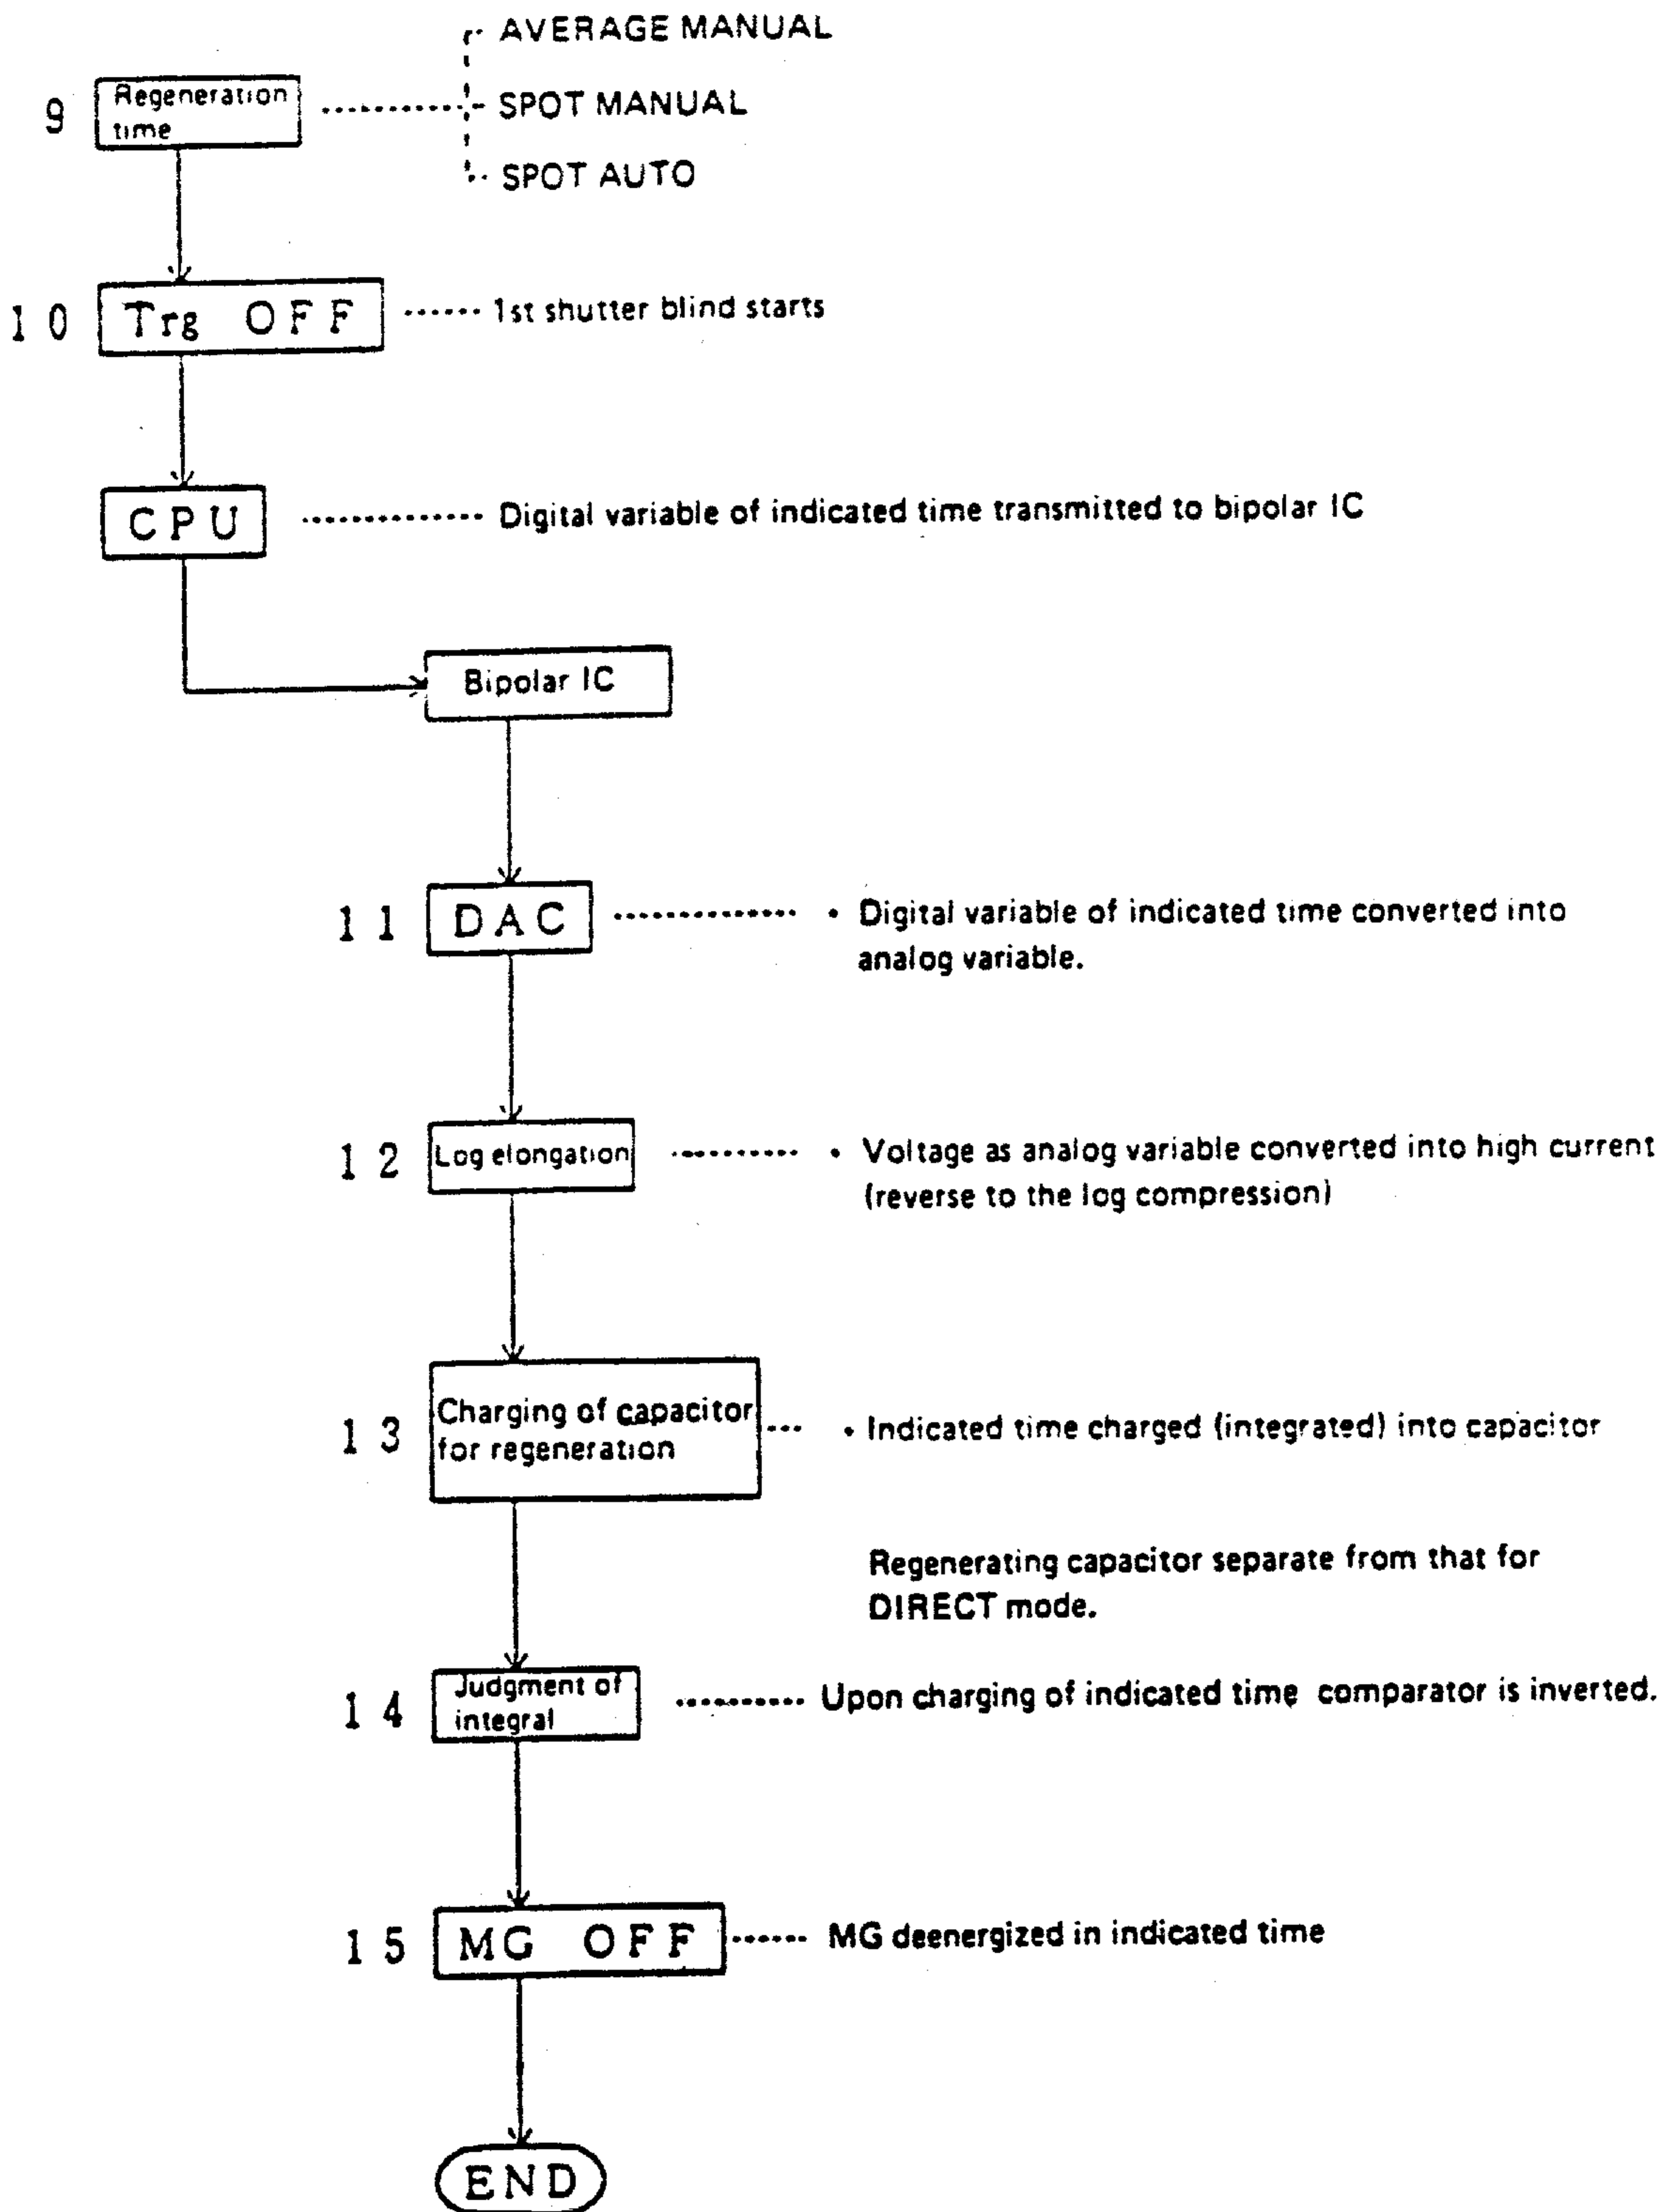 AVERAGE MANUAL
9 Regeneration
time
SPOT MANUAL
SPOT AUTO
10 Trg OFF
1st shutter blind starts
CPU
Digital variable of indicated time transmitted to bipolar IC
Bipolar IC
11 DAC
• Digital variable of indicated time converted into
analog variable.
12 Log elongation
• Voltage as analog variable converted into high current
(reverse to the log compression)
13 Charging of capacitor
for regeneration
• Indicated time charged (integrated) into capacitor
Regenerating capacitor separate from that for
DIRECT mode.
14 Judgment of
integral
Upon charging of indicated time comparator is inverted.
15 MG OFF
MG deenergized in indicated time
END